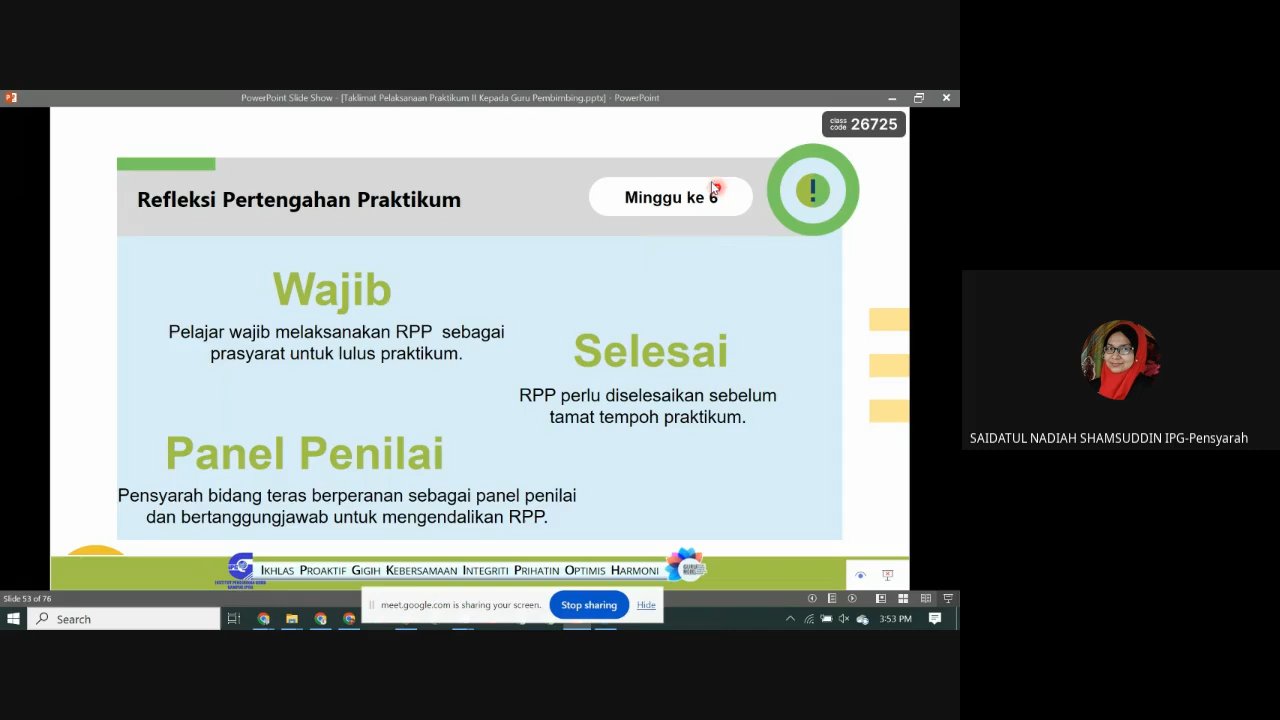 PowerPoint Slide Show - [Taklimat Pelaksanaan Praktikum II Kepada Guru Pembimbing.pptx] - PowerPoint
class code 26725
Refleksi Pertengahan Praktikum
Minggu ke 6
!
Wajib
Pelajar wajib melaksanakan RPP sebagai
prasyarat untuk lulus praktikum.
Selesai
RPP perlu diselesaikan sebelum
tamat tempoh praktikum.
Panel Penilai
Pensyarah bidang teras berperanan sebagai panel penilai
dan bertanggungjawab untuk mengendalikan RPP.
IKHLAS PROAKTIF GIGIH KEBERSAMAAN INTEGRITI PRIHATIN OPTIMIS HARMONI
Slide 53 of 76
meet.google.com is sharing your screen.
Stop sharing
Hide
Search
3:53 PM
SAIDATUL NADIAH SHAMSUDDIN IPG-Pensyarah